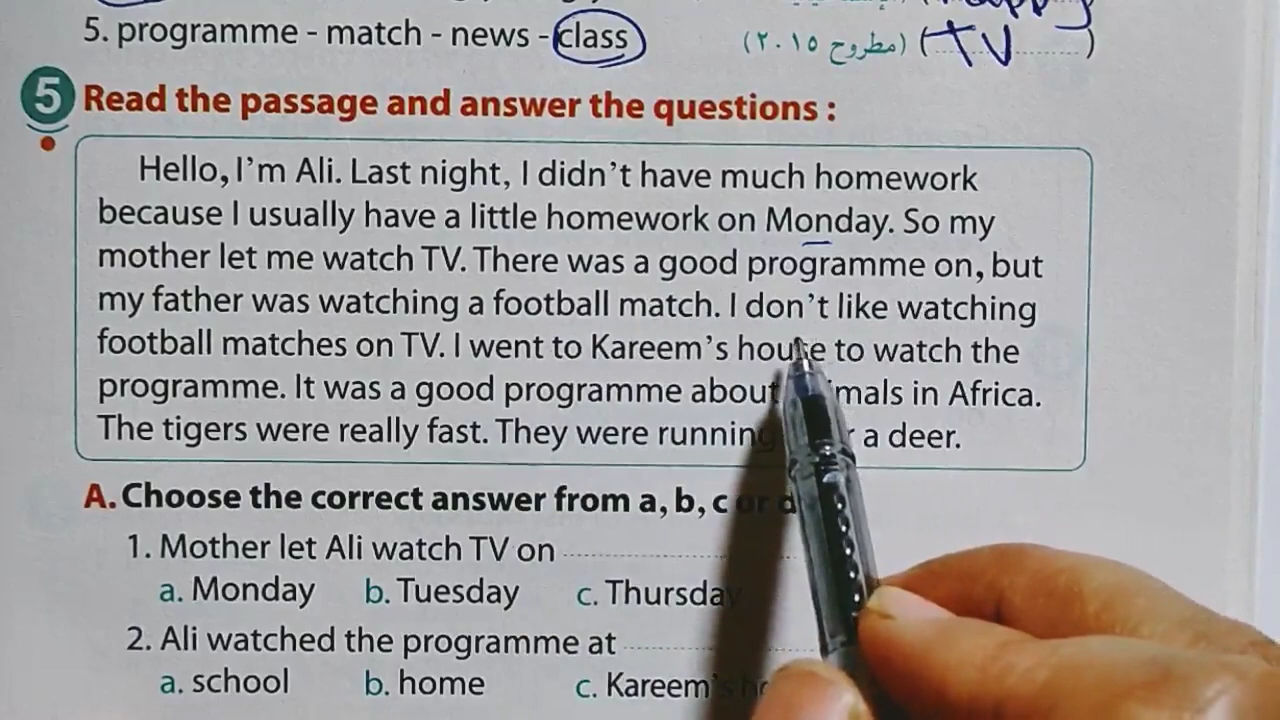 5. programme - match - news - class (مطروح ٢٠١٥) (TV)
5 Read the passage and answer the questions :
Hello, I'm Ali. Last night, I didn't have much homework
because I usually have a little homework on Monday. So my
mother let me watch TV. There was a good programme on, but
my father was watching a football match. I don't like watching
football matches on TV. I went to Kareem's house to watch the
programme. It was a good programme about in Africa.
The tigers were really fast. They were running a deer.
A. Choose the correct answer from a, b, c or d
1. Mother let Ali watch TV on
a. Monday b. Tuesday c. Thursday
2. Ali watched the programme at
a. school b. home c. Kareem's